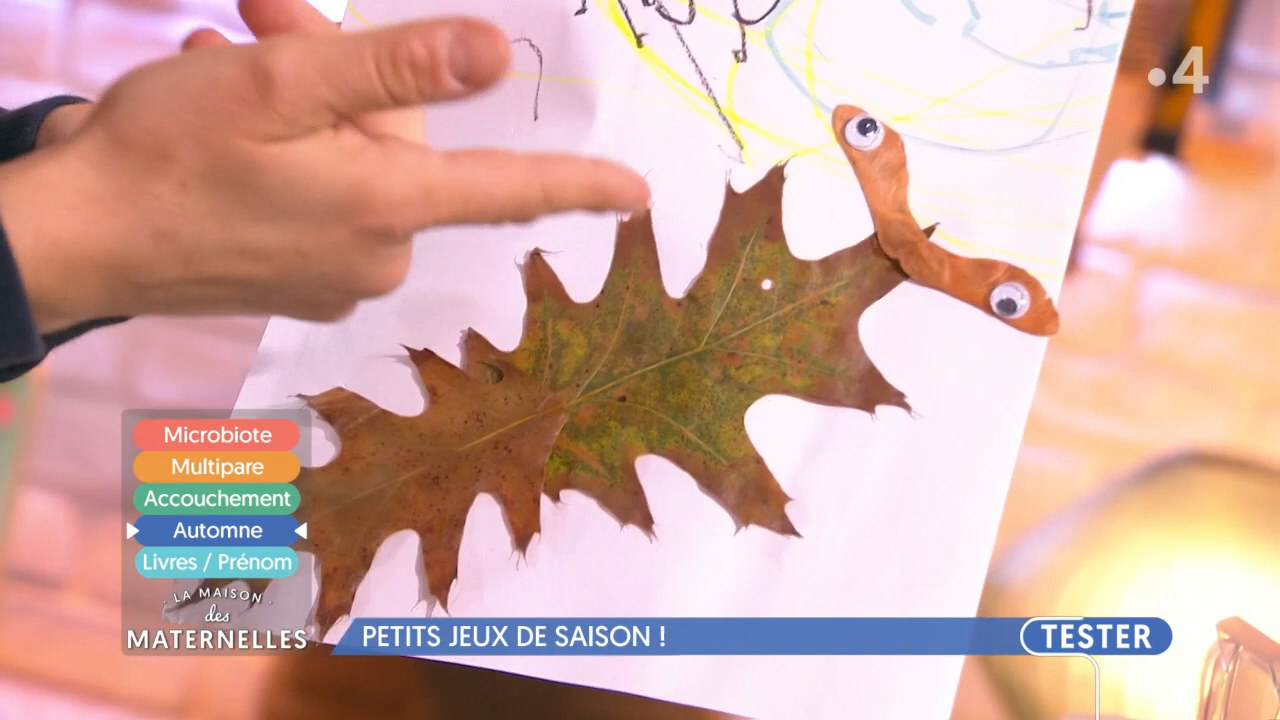 4
Microbiote
Multipare
Accouchement
Automne
Livres / Prénom
LA MAISON
des
MATERNELLES
PETITS JEUX DE SAISON !
TESTER